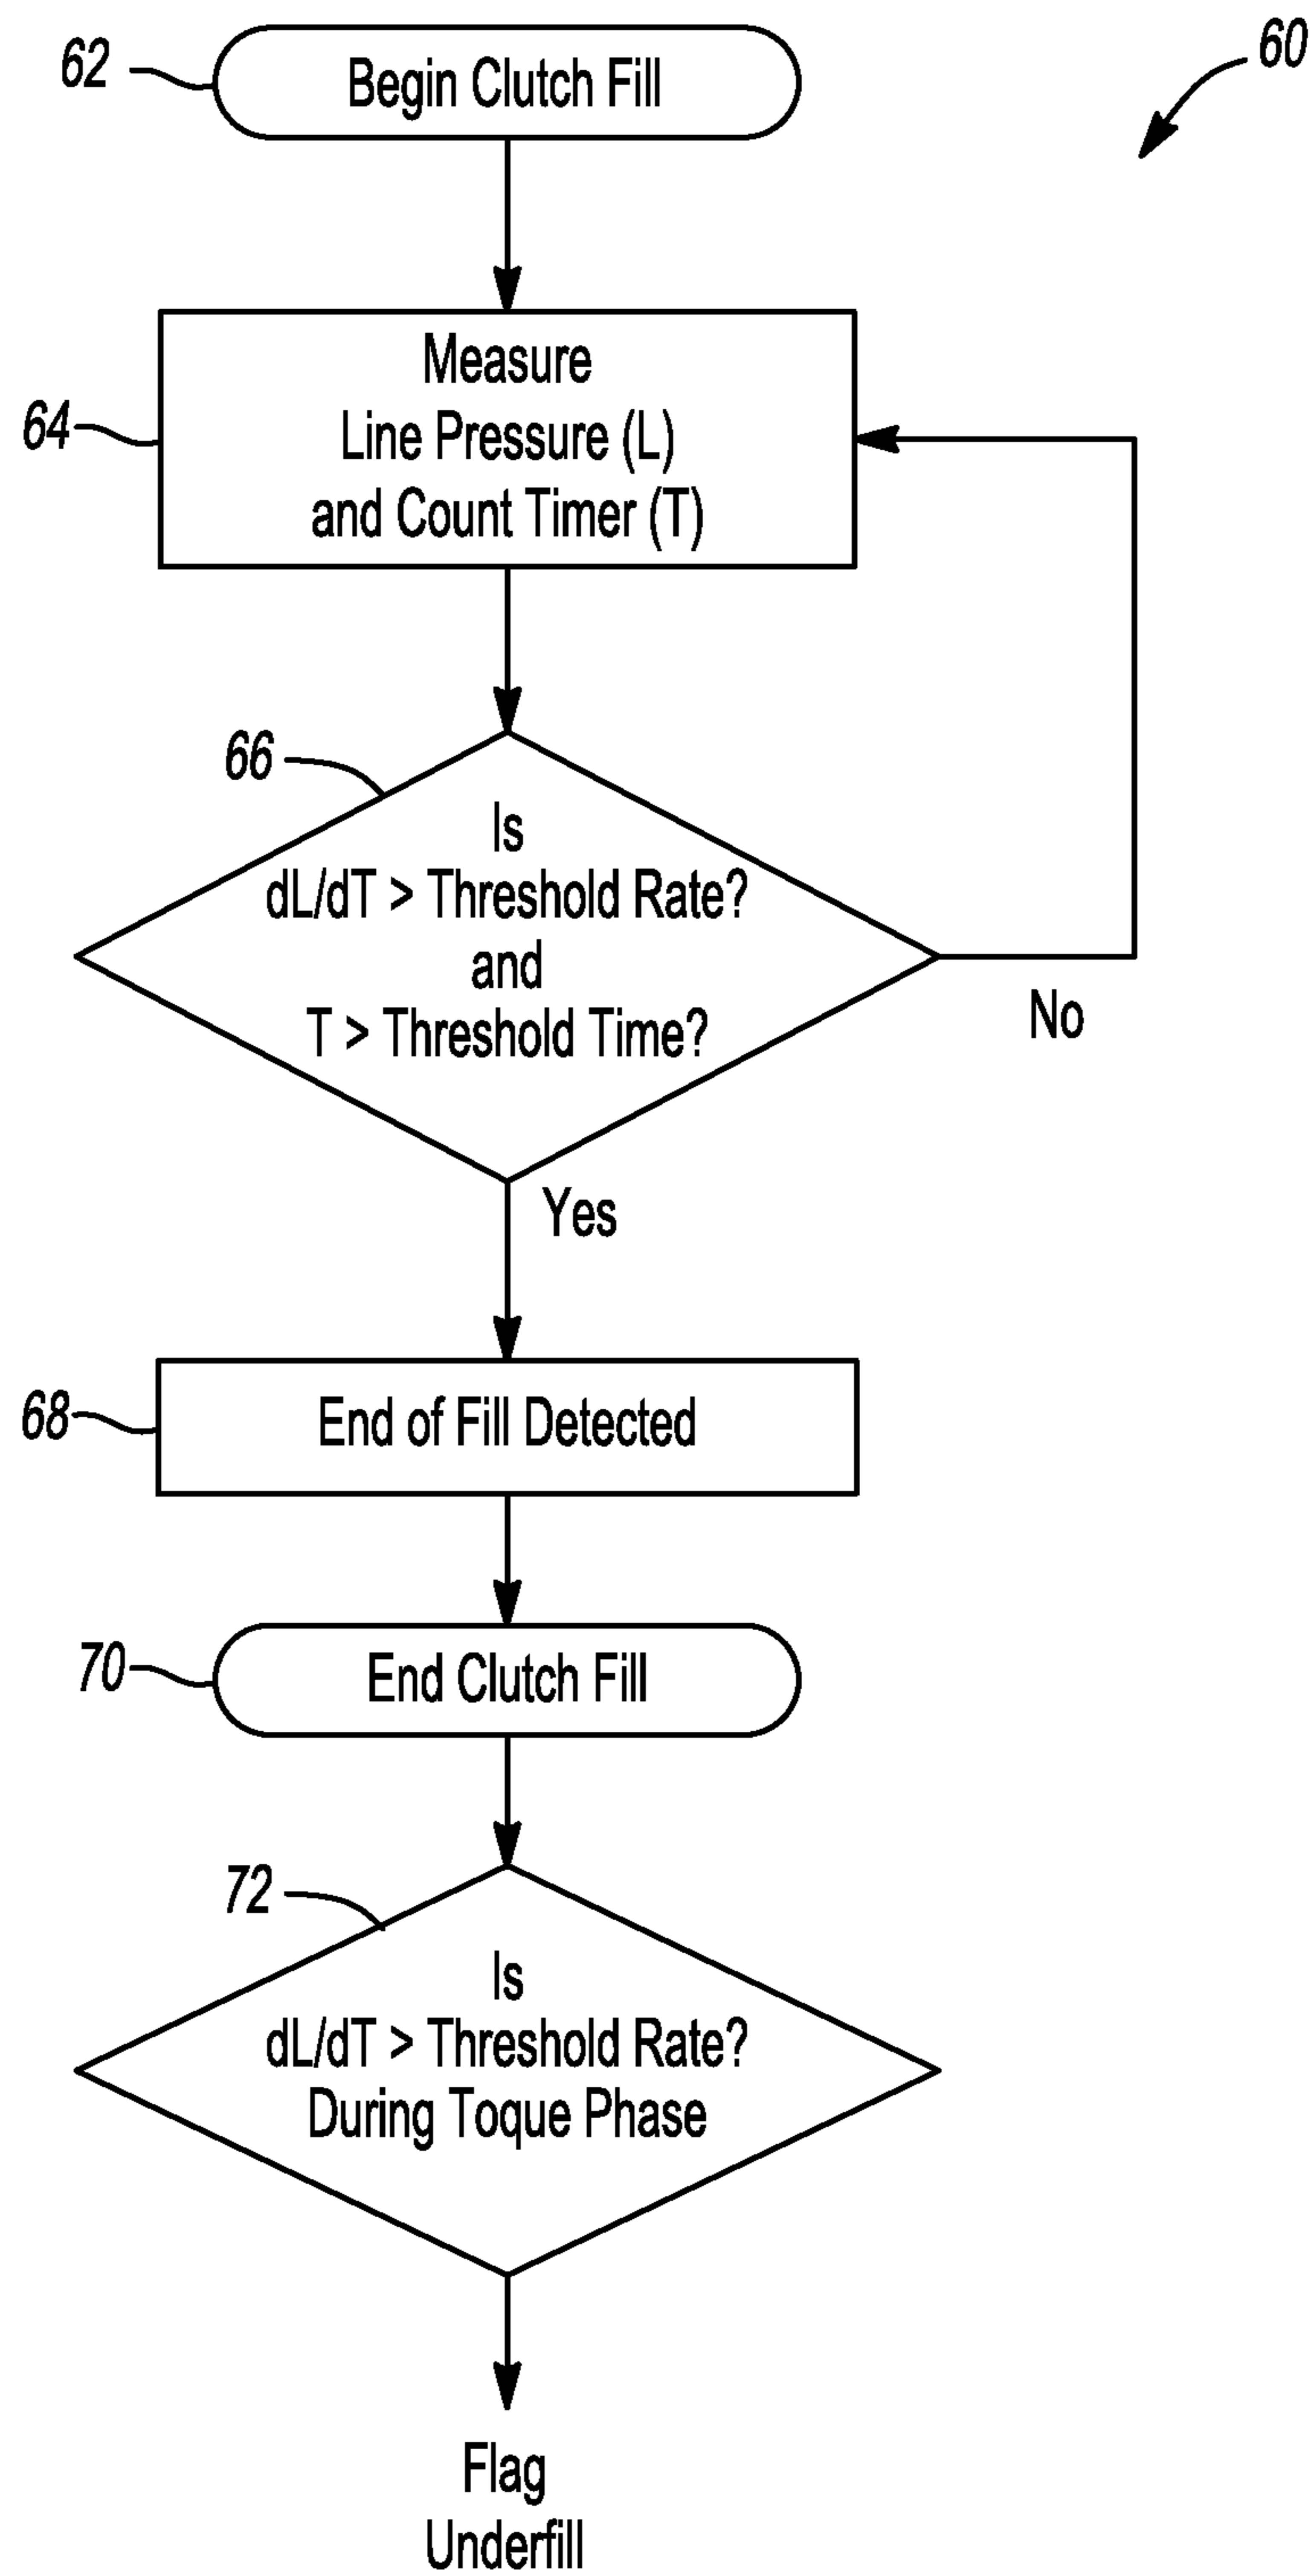 60
62
Begin Clutch Fill
64
Measure
Line Pressure (L)
and Count Timer (T)
66
Is
dL/dT > Threshold Rate?
and
T > Threshold Time?
No
Yes
68
End of Fill Detected
70
End Clutch Fill
72
Is
dL/dT > Threshold Rate?
During Toque Phase
Flag
Underfill